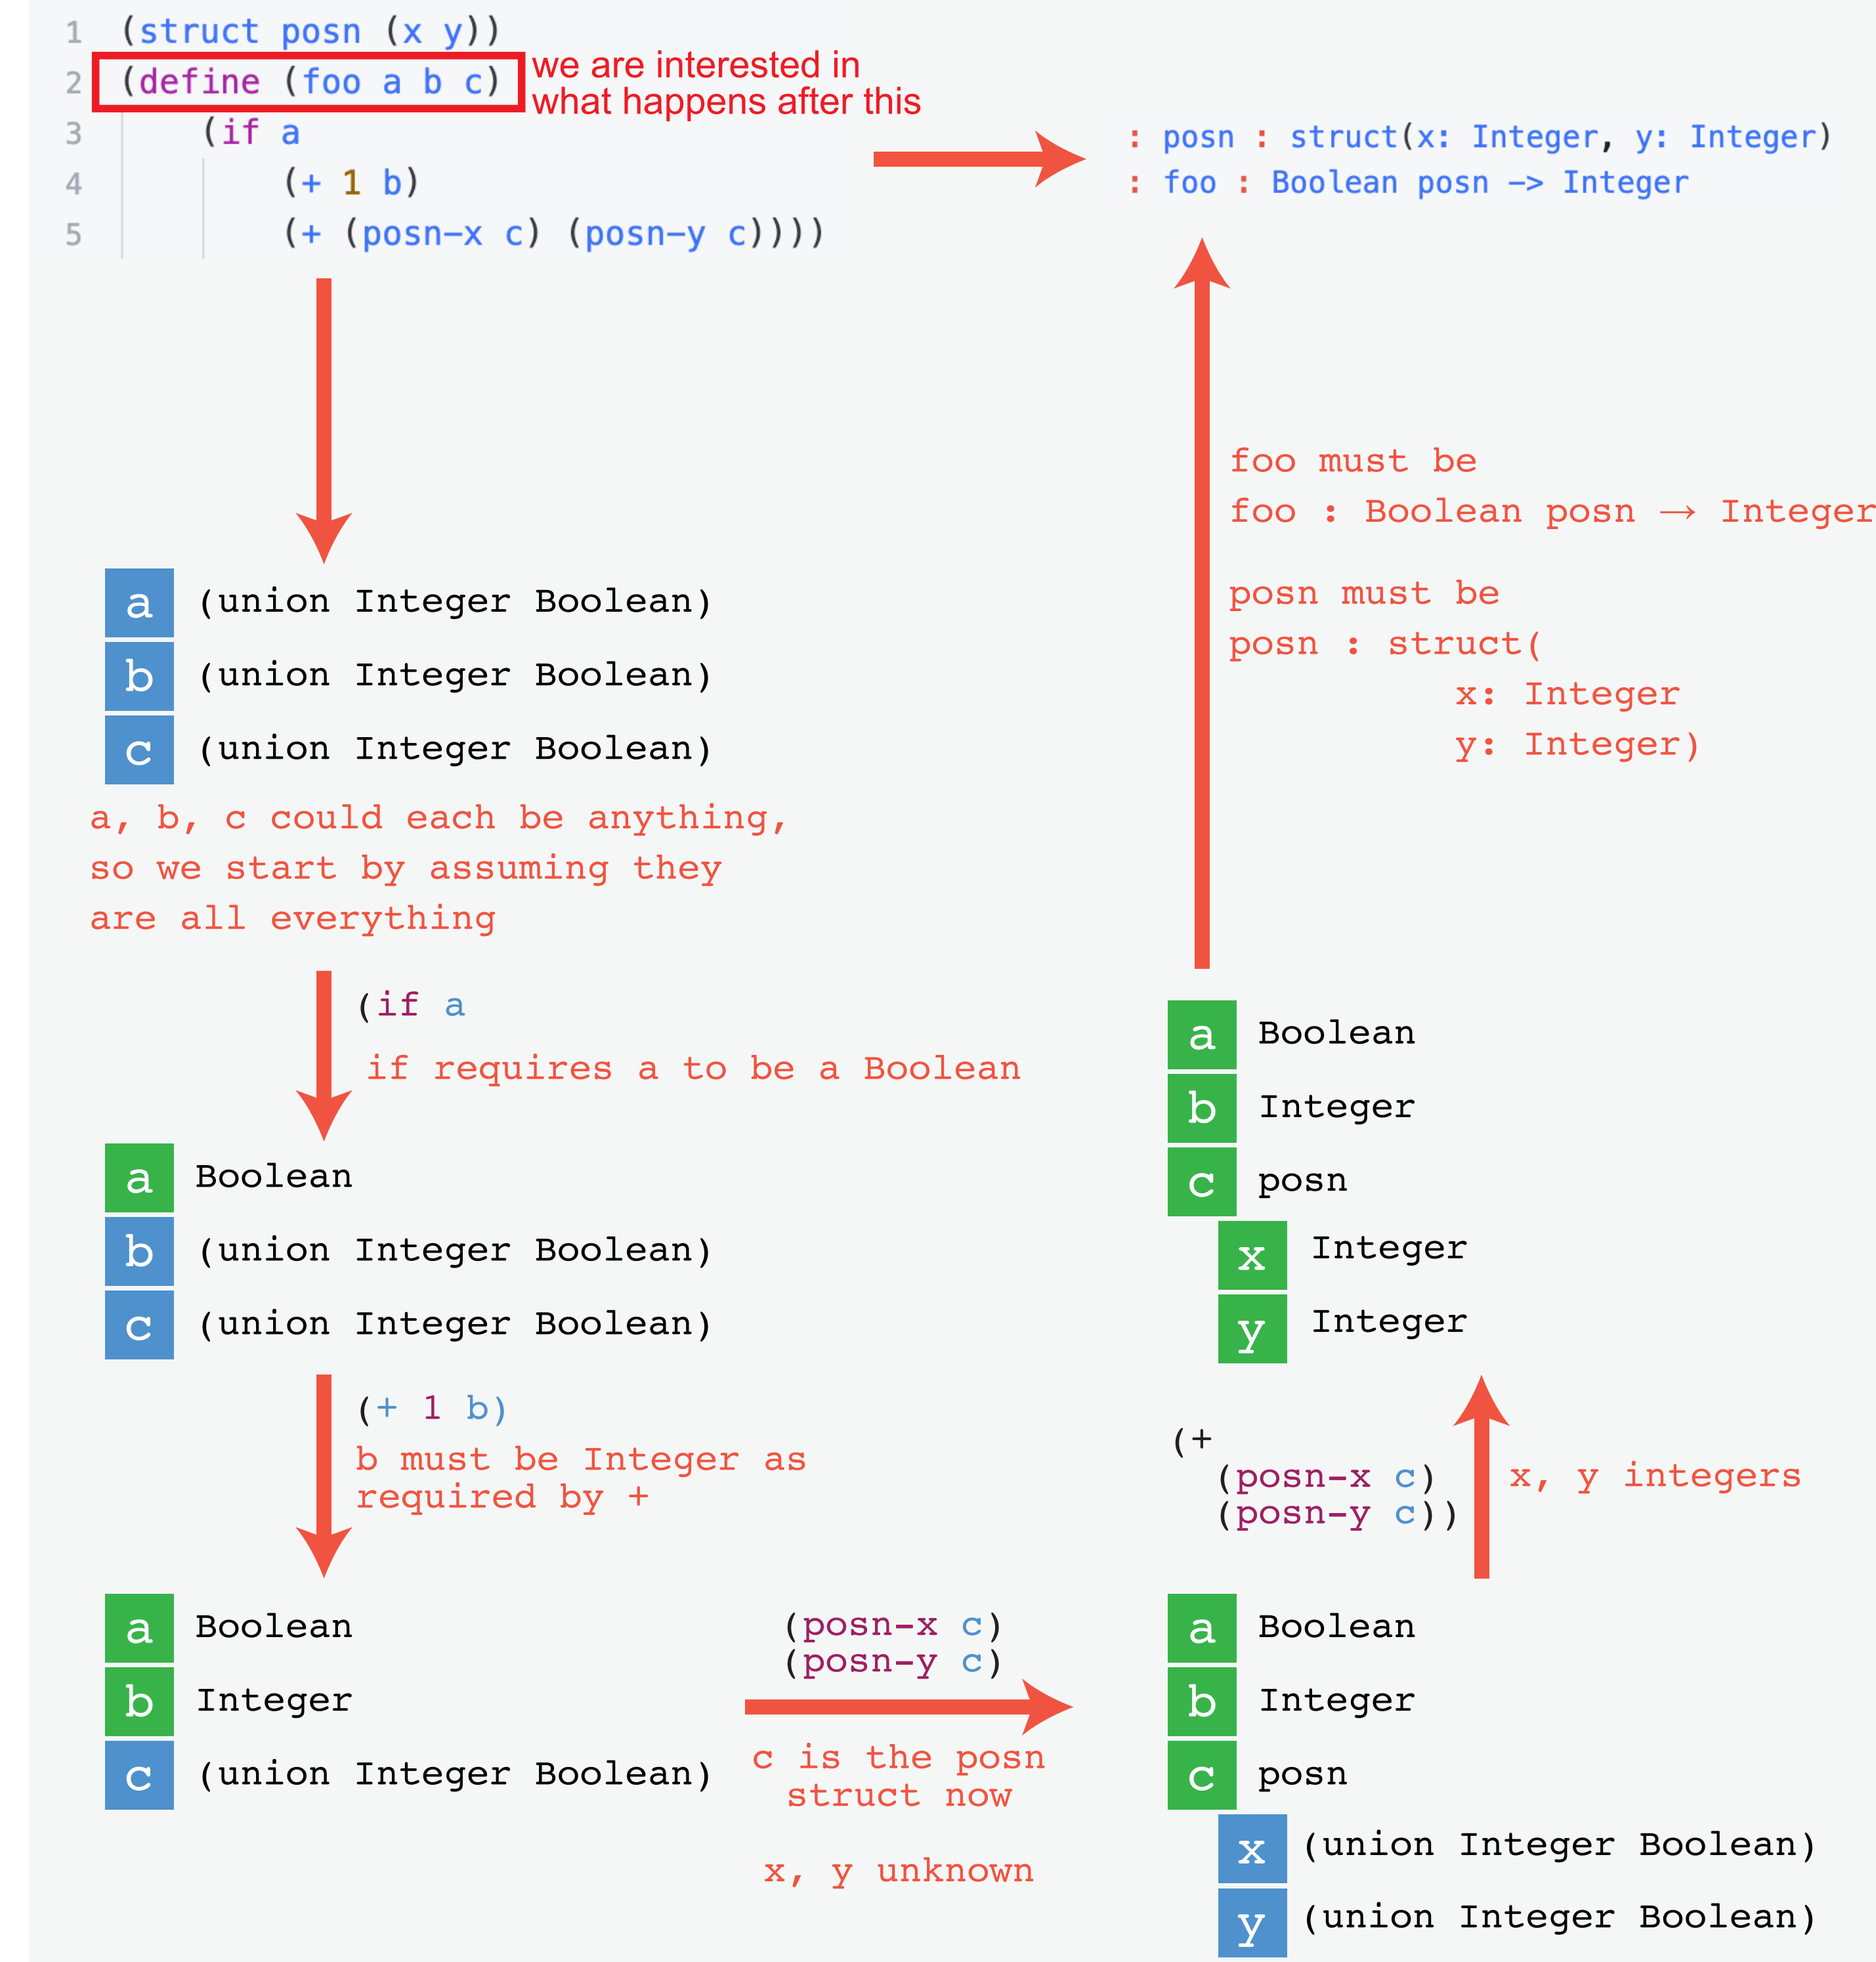 1 (struct posn (x y))
2 (define (foo a b c)
we are interested in
what happens after this
3 (if a
4 (+ 1 b)
5 (+ (posn-x c) (posn-y c))))
: posn : struct(x: Integer, y: Integer)
: foo : Boolean posn -> Integer
a (union Integer Boolean)
b (union Integer Boolean)
c (union Integer Boolean)
a, b, c could each be anything,
so we start by assuming they
are all everything
(if a
if requires a to be a Boolean
a Boolean
b (union Integer Boolean)
c (union Integer Boolean)
(+ 1 b)
b must be Integer as
required by +
a Boolean
b Integer
c (union Integer Boolean)
(posn-x c)
(posn-y c)
c is the posn
struct now
x, y unknown
a Boolean
b Integer
c posn
x (union Integer Boolean)
y (union Integer Boolean)
(+
(posn-x c)
(posn-y c))
x, y integers
a Boolean
b Integer
c posn
x Integer
y Integer
foo must be
foo : Boolean posn → Integer
posn must be
posn : struct(
x: Integer
y: Integer)